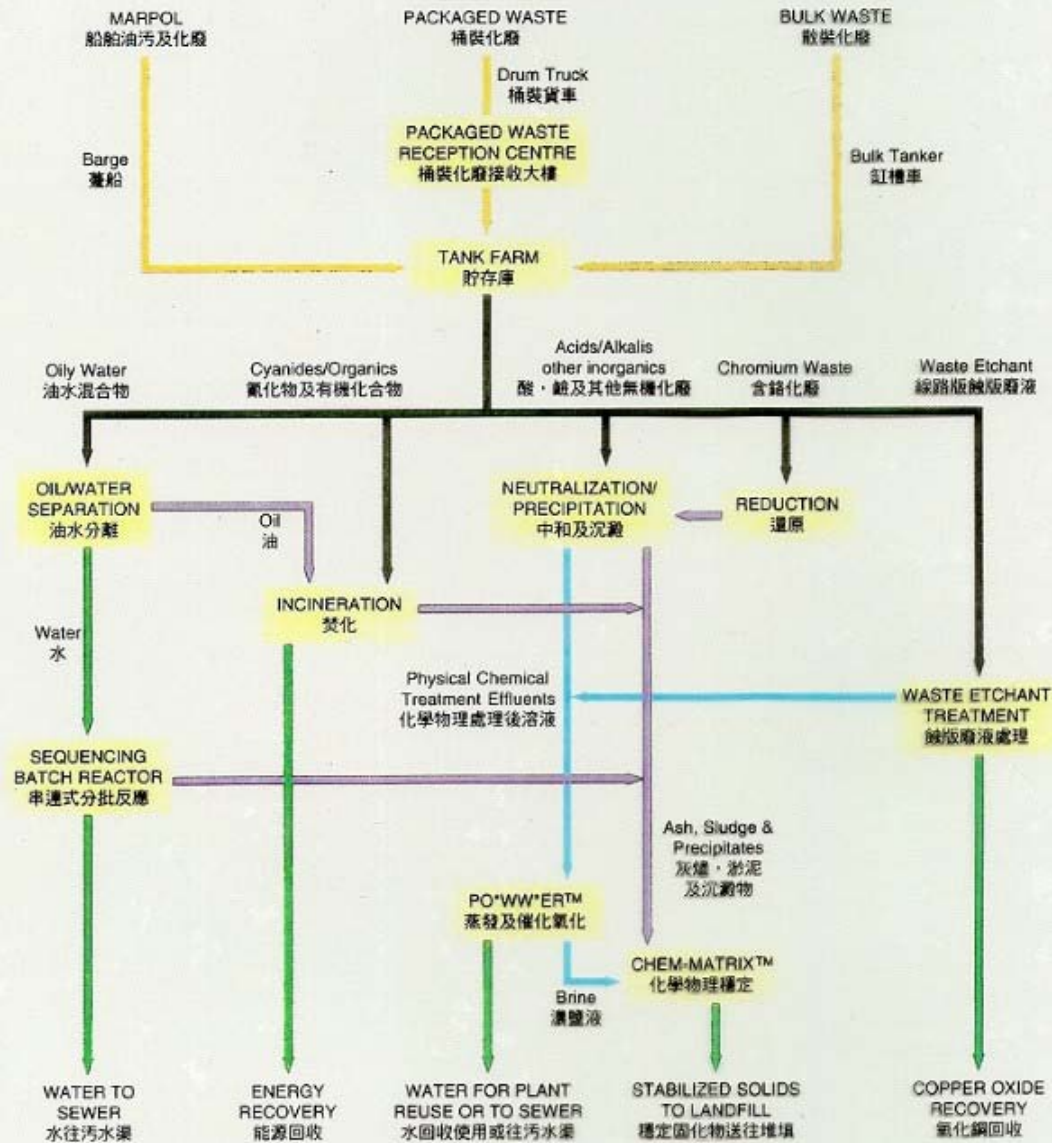 MARPOL
船舶油污及化廢
PACKAGED WASTE
桶裝化廢
BULK WASTE
散裝化廢
Drum Truck
桶裝貨車
PACKAGED WASTE
RECEPTION CENTRE
桶裝化廢接收大樓
Barge
躉船
Bulk Tanker
缸槽車
TANK FARM
貯存庫
Oily Water
油水混合物
Cyanides/Organics
氰化物及有機化合物
Acids/Alkalis
other inorganics
酸，鹼及其他無機化廢
Chromium Waste
含鉻化廢
Waste Etchant
線路版蝕版廢液
OIL/WATER
SEPARATION
油水分離
Oil
油
NEUTRALIZATION/
PRECIPITATION
中和及沉澱
REDUCTION
還原
INCINERATION
焚化
Water
水
Physical Chemical
Treatment Effluents
化學物理處理後溶液
WASTE ETCHANT
TREATMENT
蝕版廢液處理
SEQUENCING
BATCH REACTOR
串連式分批反應
Ash, Sludge &
Precipitates
灰燼，淤泥
及沉澱物
PO*WW*ER™
蒸發及催化氧化
CHEM-MATRIX™
化學物理穩定
Brine
濃鹽液
WATER TO
SEWER
水往污水渠
ENERGY
RECOVERY
能源回收
WATER FOR PLANT
REUSE OR TO SEWER
水回收使用或往污水渠
STABILIZED SOLIDS
TO LANDFILL
穩定固化物送往堆填
COPPER OXIDE
RECOVERY
氧化銅回收